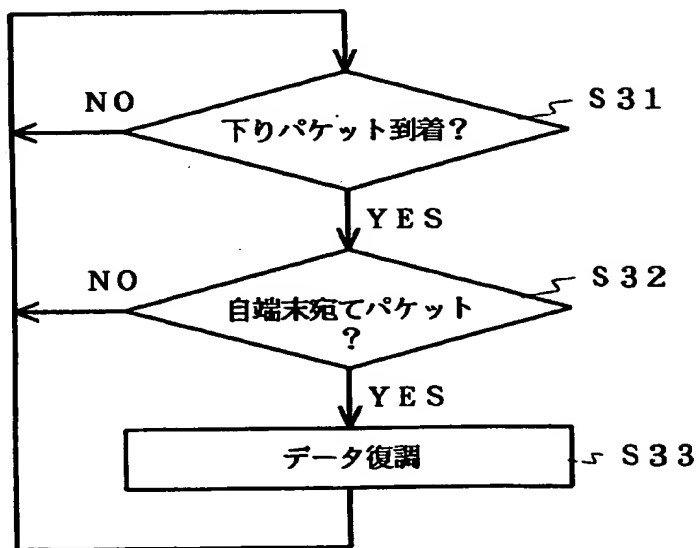 NO
下りパケット到着?
S31
YES
NO
自端末宛てパケット
?
S32
YES
データ復調
S33